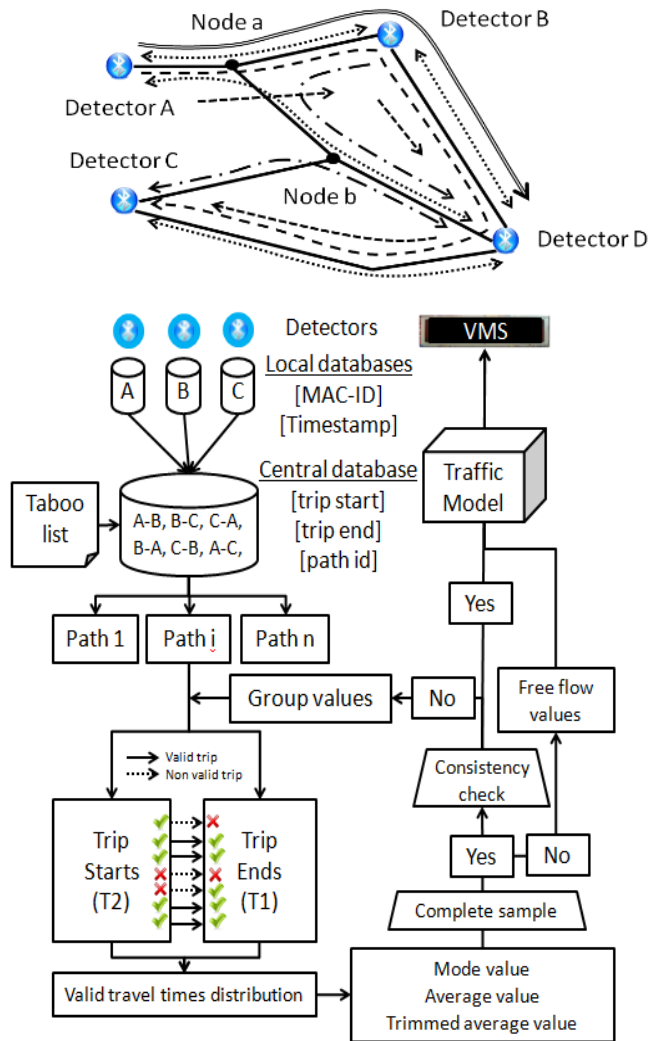 Node a
Detector B
Detector A
Detector C
Node b
Detector D
Detectors
VMS
Local databases
A
B
C
[MAC-ID]
[Timestamp]
Central database
Traffic
Model
Taboo
list
A-B, B-C, C-A,
B-A, C-B, A-C,
[trip start]
[trip end]
[path id]
Yes
Path 1
Path i
Path n
Group values
No
Free flow
values
Valid trip
Non valid trip
Consistency
check
Trip
Starts
(T2)
Trip
Ends
(T1)
Yes
No
Complete sample
Valid travel times distribution
Mode value
Average value
Trimmed average value